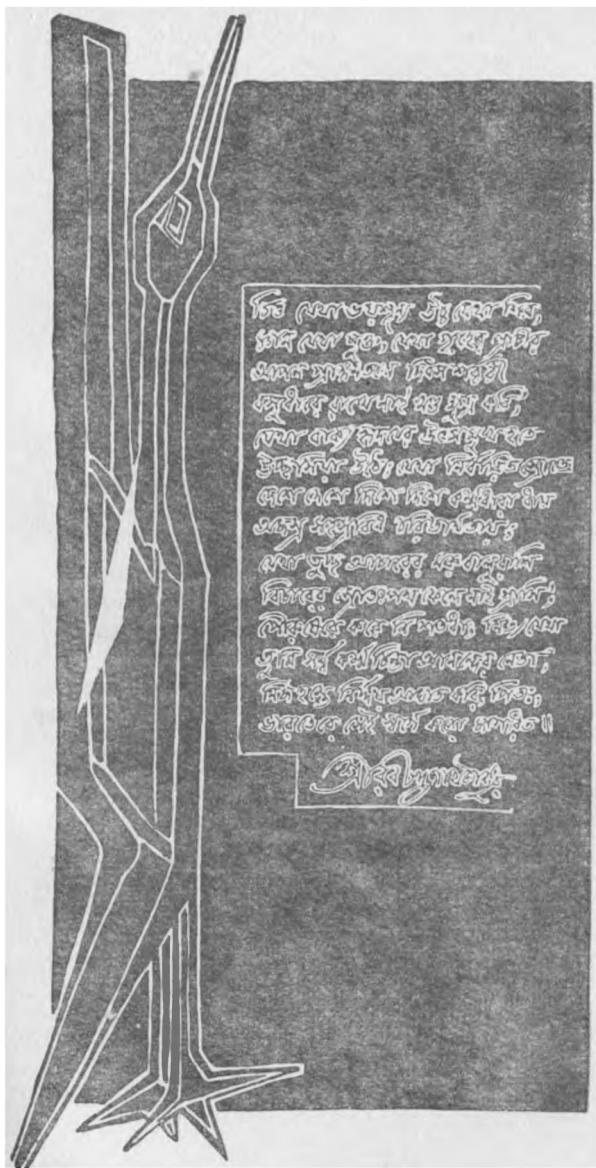 চিত্ত যেথা ভয়শূন্য উচ্চ যেথা শির,
জ্ঞান যেথা মুক্ত, যেথা গৃহের প্রাচীর
আপন প্রাঙ্গণতলে দিবস শর্বরী
বসুধারে রাখে নাই খণ্ড ক্ষুদ্র করি',
যেথা বাক্য হৃদয়ের উৎসমুখ হতে
উচ্ছ্বসিয়া উঠে, যেথা নির্বারিত স্রোতে
দেশে দেশে দিশে দিশে কর্মধারা ধায়
অজস্র সহস্রবিধ চরিতার্থতায়;
যেথা তুচ্ছ আচারের মরু বালুরাশি
বিচারের স্রোতঃপথ ফেলে নাই গ্রাসি',
পৌরুষেরে করে নি শতধা; নিত্য যেথা
তুমি সর্ব কর্ম চিন্তা আনন্দের নেতা,
নিজ হস্তে নির্দয় আঘাত করি, পিতঃ,
ভারতেরে সেই স্বর্গে করো জাগরিত॥
শ্রীরবীন্দ্রনাথ ঠাকুর